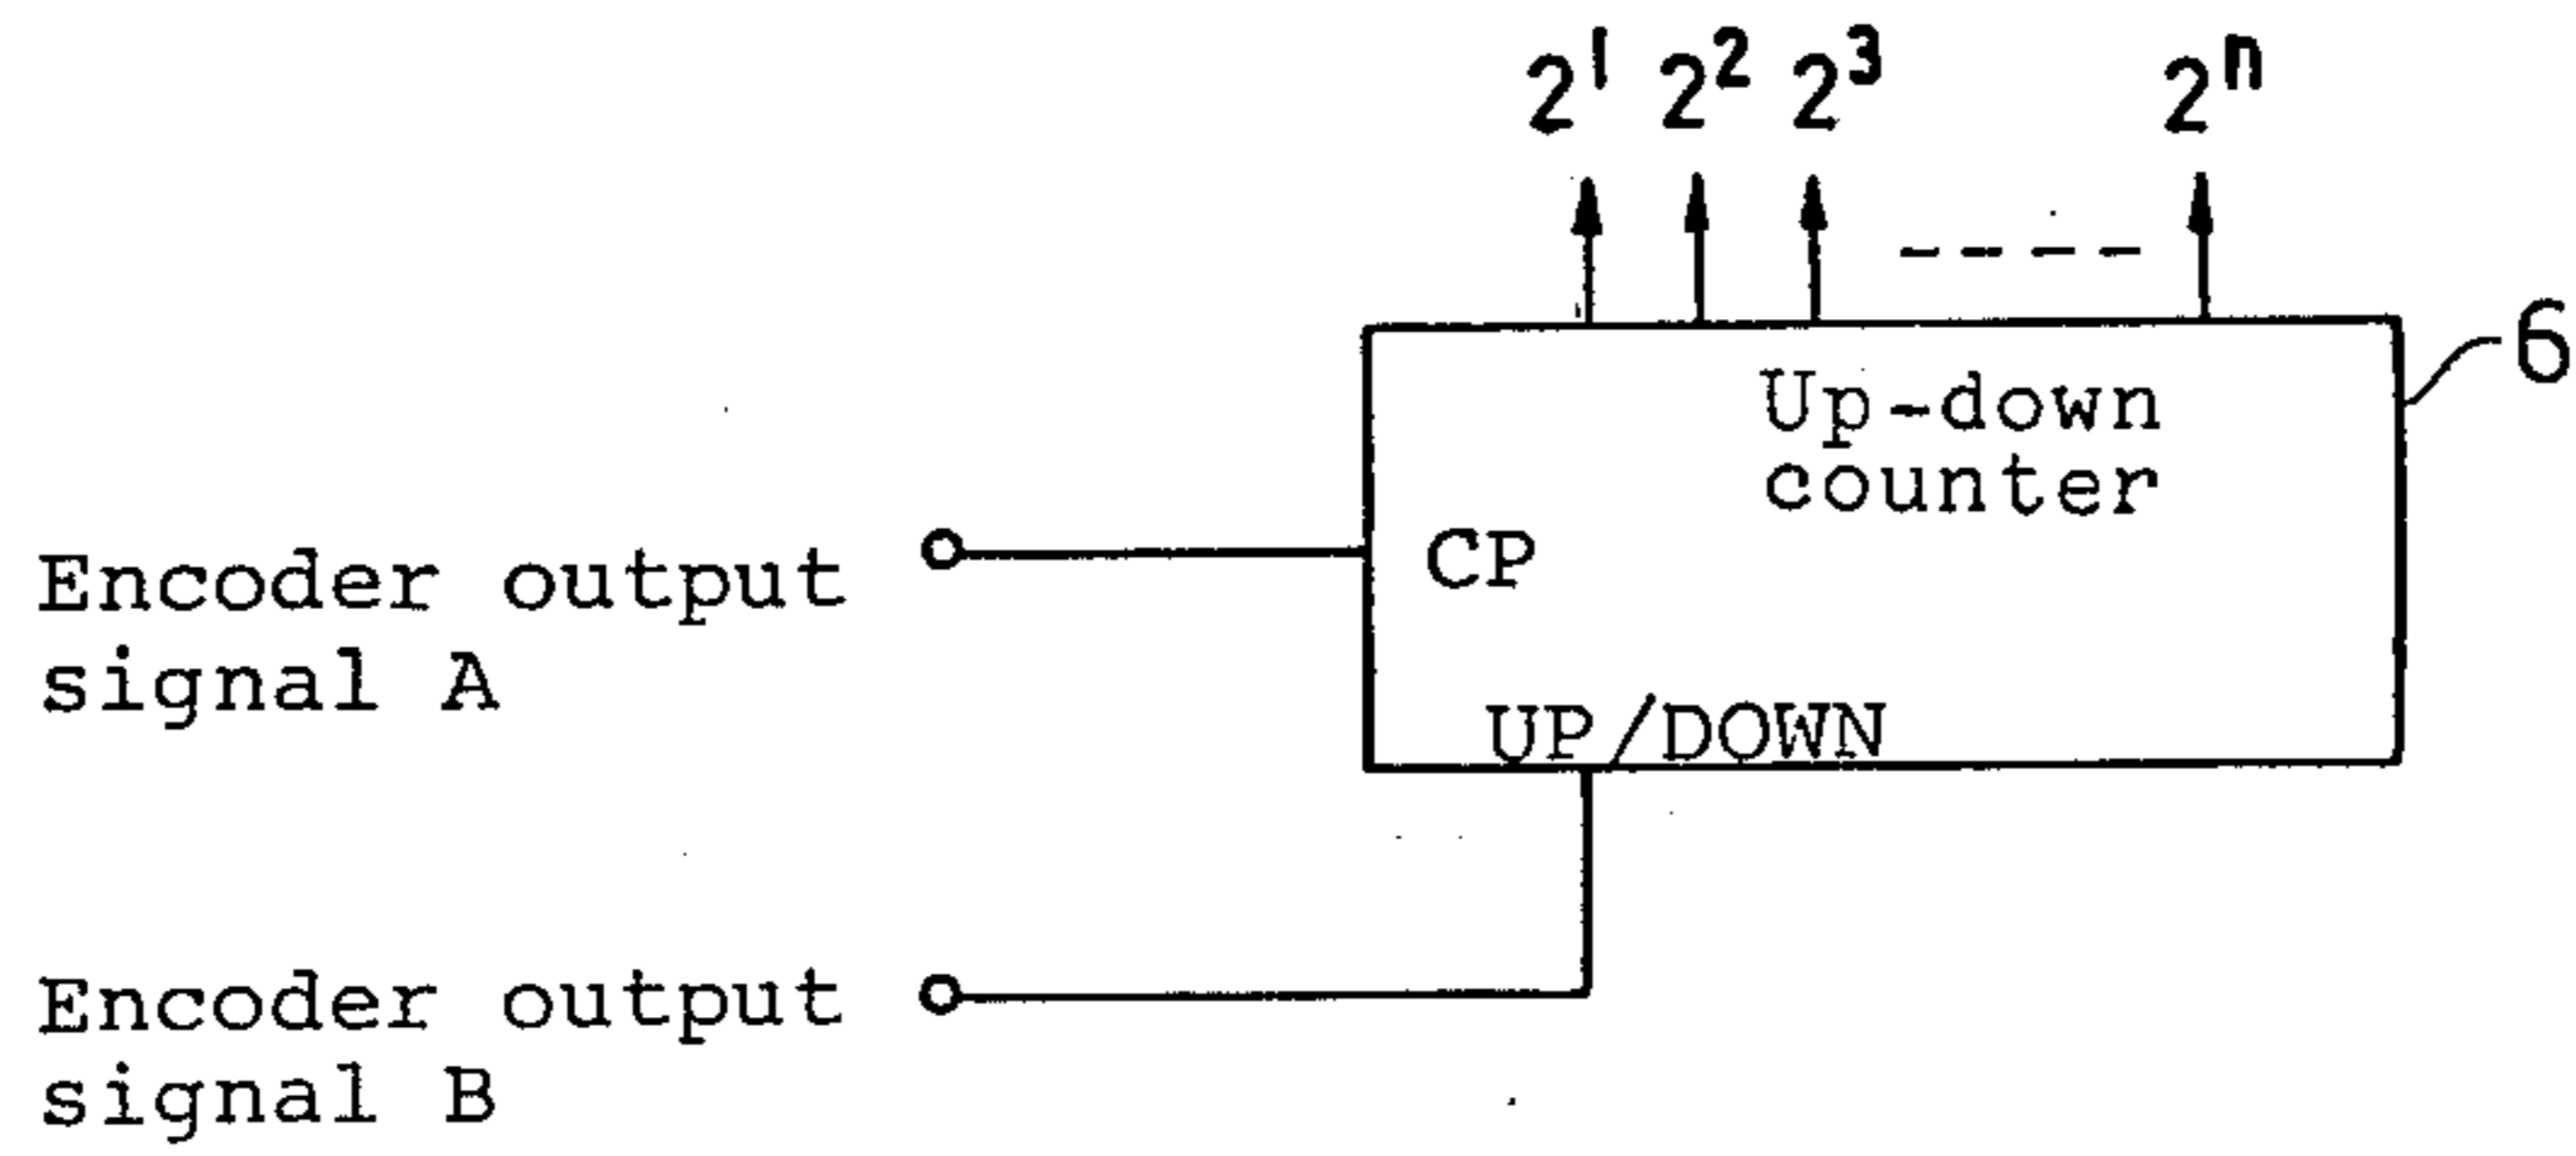 2¹ 2² 2³ ---- 2ⁿ
6
Up-down
counter
CP
Encoder output
signal A
UP/DOWN
Encoder output
signal B